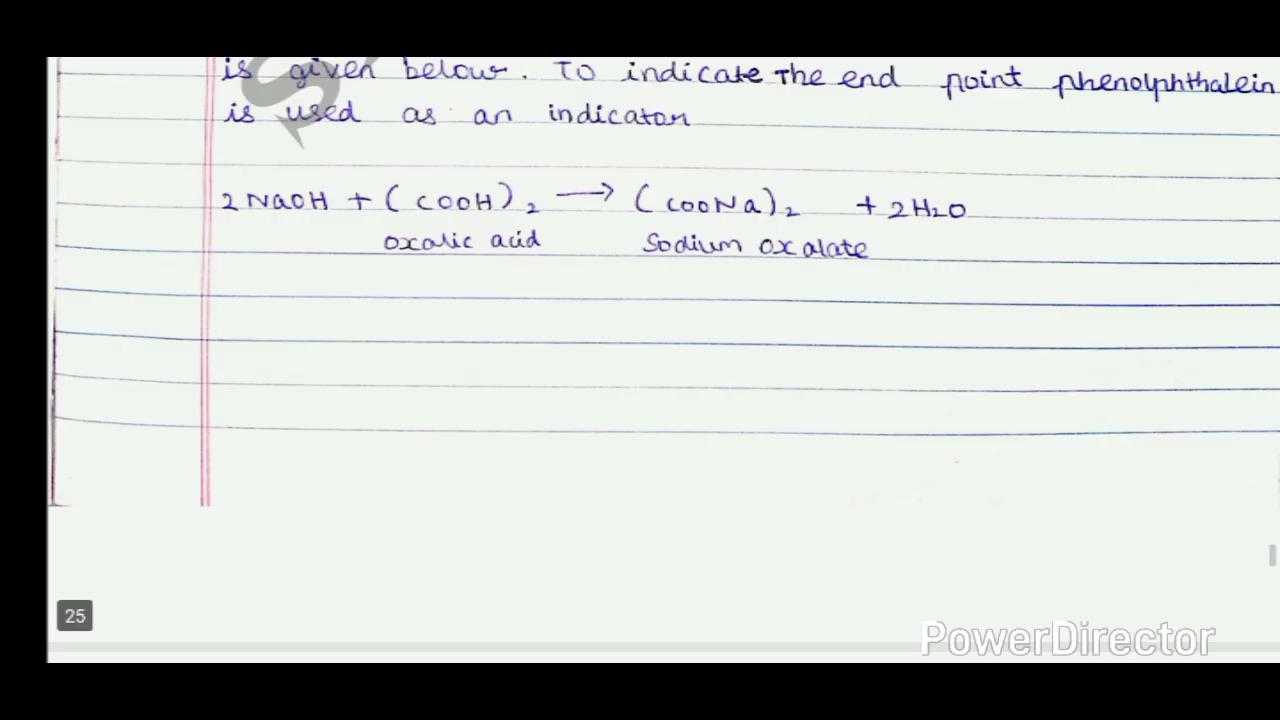 is given below. To indicate The end point phenolphthalein
is used as an indicator
2NaOH + (COOH)₂ ⟶ (COONa)₂ + 2H₂O
oxalic acid Sodium oxalate
25
PowerDirector